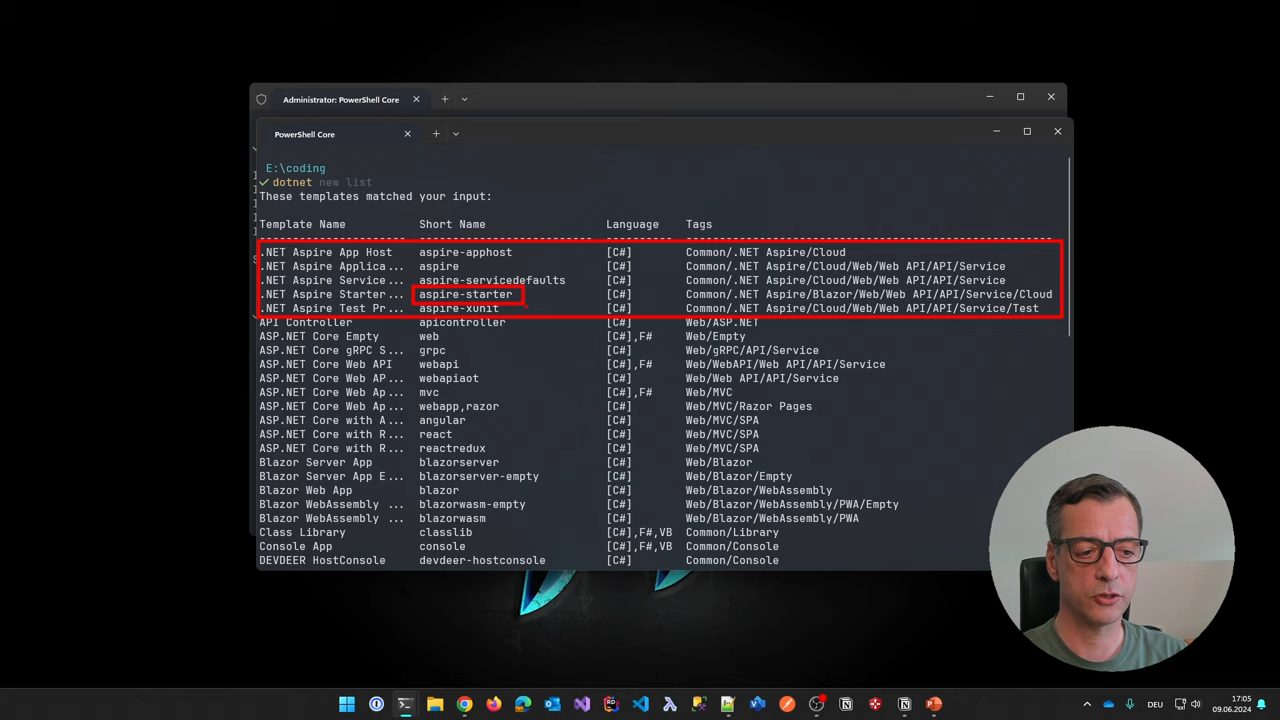 Administrator: PowerShell Core
PowerShell Core
E:\coding
dotnet new list
These templates matched your input:
Template Name Short Name Language Tags
.NET Aspire App Host aspire-apphost [C#] Common/.NET Aspire/Cloud
.NET Aspire Applica... aspire [C#] Common/.NET Aspire/Cloud/Web/Web API/API/Service
.NET Aspire Service... aspire-servicedefaults [C#] Common/.NET Aspire/Cloud/Web/Web API/API/Service
.NET Aspire Starter... aspire-starter [C#] Common/.NET Aspire/Blazor/Web/Web API/API/Service/Cloud
.NET Aspire Test Pr... aspire-xunit [C#] Common/.NET Aspire/Cloud/Web/Web API/API/Service/Test
API Controller apicontroller [C#] Web/ASP.NET
ASP.NET Core Empty web [C#],F# Web/Empty
ASP.NET Core gRPC S... grpc [C#] Web/gRPC/API/Service
ASP.NET Core Web API webapi [C#],F# Web/WebAPI/Web API/API/Service
ASP.NET Core Web AP... webapiaot [C#] Web/Web API/API/Service
ASP.NET Core Web Ap... mvc [C#],F# Web/MVC
ASP.NET Core Web Ap... webapp,razor [C#] Web/MVC/Razor Pages
ASP.NET Core with A... angular [C#] Web/MVC/SPA
ASP.NET Core with R... react [C#] Web/MVC/SPA
ASP.NET Core with R... reactredux [C#] Web/MVC/SPA
Blazor Server App blazorserver [C#] Web/Blazor
Blazor Server App E... blazorserver-empty [C#] Web/Blazor/Empty
Blazor Web App blazor [C#] Web/Blazor/WebAssembly
Blazor WebAssembly ... blazorwasm-empty [C#] Web/Blazor/WebAssembly/PWA/Empty
Blazor WebAssembly ... blazorwasm [C#] Web/Blazor/WebAssembly/PWA
Class Library classlib [C#],F#,VB Common/Library
Console App console [C#],F#,VB Common/Console
DEVDEER HostConsole devdeer-hostconsole [C#] Common/Console
DEU
17:05
09.06.2024